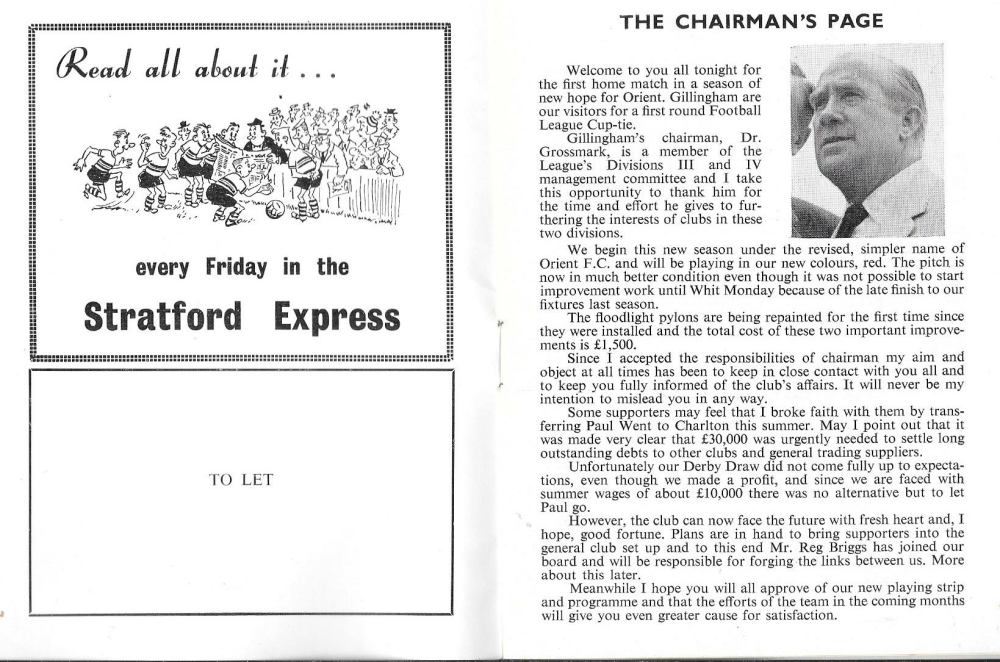 Read all about it ...
every Friday in the
Stratford Express
TO LET
THE CHAIRMAN'S PAGE
Welcome to you all tonight for
the first home match in a season of
new hope for Orient. Gillingham are
our visitors for a first round Football
League Cup-tie.
Gillingham's chairman, Dr.
Grossmark, is a member of the
League's Divisions III and IV
management committee and I take
this opportunity to thank him for
the time and effort he gives to fur-
thering the interests of clubs in these
two divisions.
We begin this new season under the revised, simpler name of
Orient F.C. and will be playing in our new colours, red. The pitch is
now in much better condition even though it was not possible to start
improvement work until Whit Monday because of the late finish to our
fixtures last season.
The floodlight pylons are being repainted for the first time since
they were installed and the total cost of these two important improve-
ments is £1,500.
Since I accepted the responsibilities of chairman my aim and
object at all times has been to keep in close contact with you all and
to keep you fully informed of the club's affairs. It will never be my
intention to mislead you in any way.
Some supporters may feel that I broke faith with them by trans-
ferring Paul Went to Charlton this summer. May I point out that it
was made very clear that £30,000 was urgently needed to settle long
outstanding debts to other clubs and general trading suppliers.
Unfortunately our Derby Draw did not come fully up to expecta-
tions, even though we made a profit, and since we are faced with
summer wages of about £10,000 there was no alternative but to let
Paul go.
However, the club can now face the future with fresh heart and, I
hope, good fortune. Plans are in hand to bring supporters into the
general club set up and to this end Mr. Reg Briggs has joined our
board and will be responsible for forging the links between us. More
about this later.
Meanwhile I hope you will all approve of our new playing strip
and programme and that the efforts of the team in the coming months
will give you even greater cause for satisfaction.